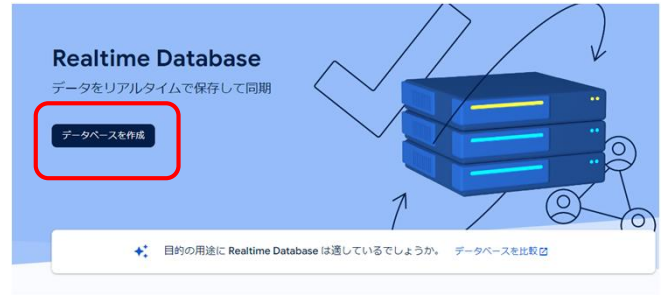 Realtime Database
データをリアルタイムで保存して同期
データベースを作成
目的の用途に Realtime Database は適しているでしょうか。 データベースを比較